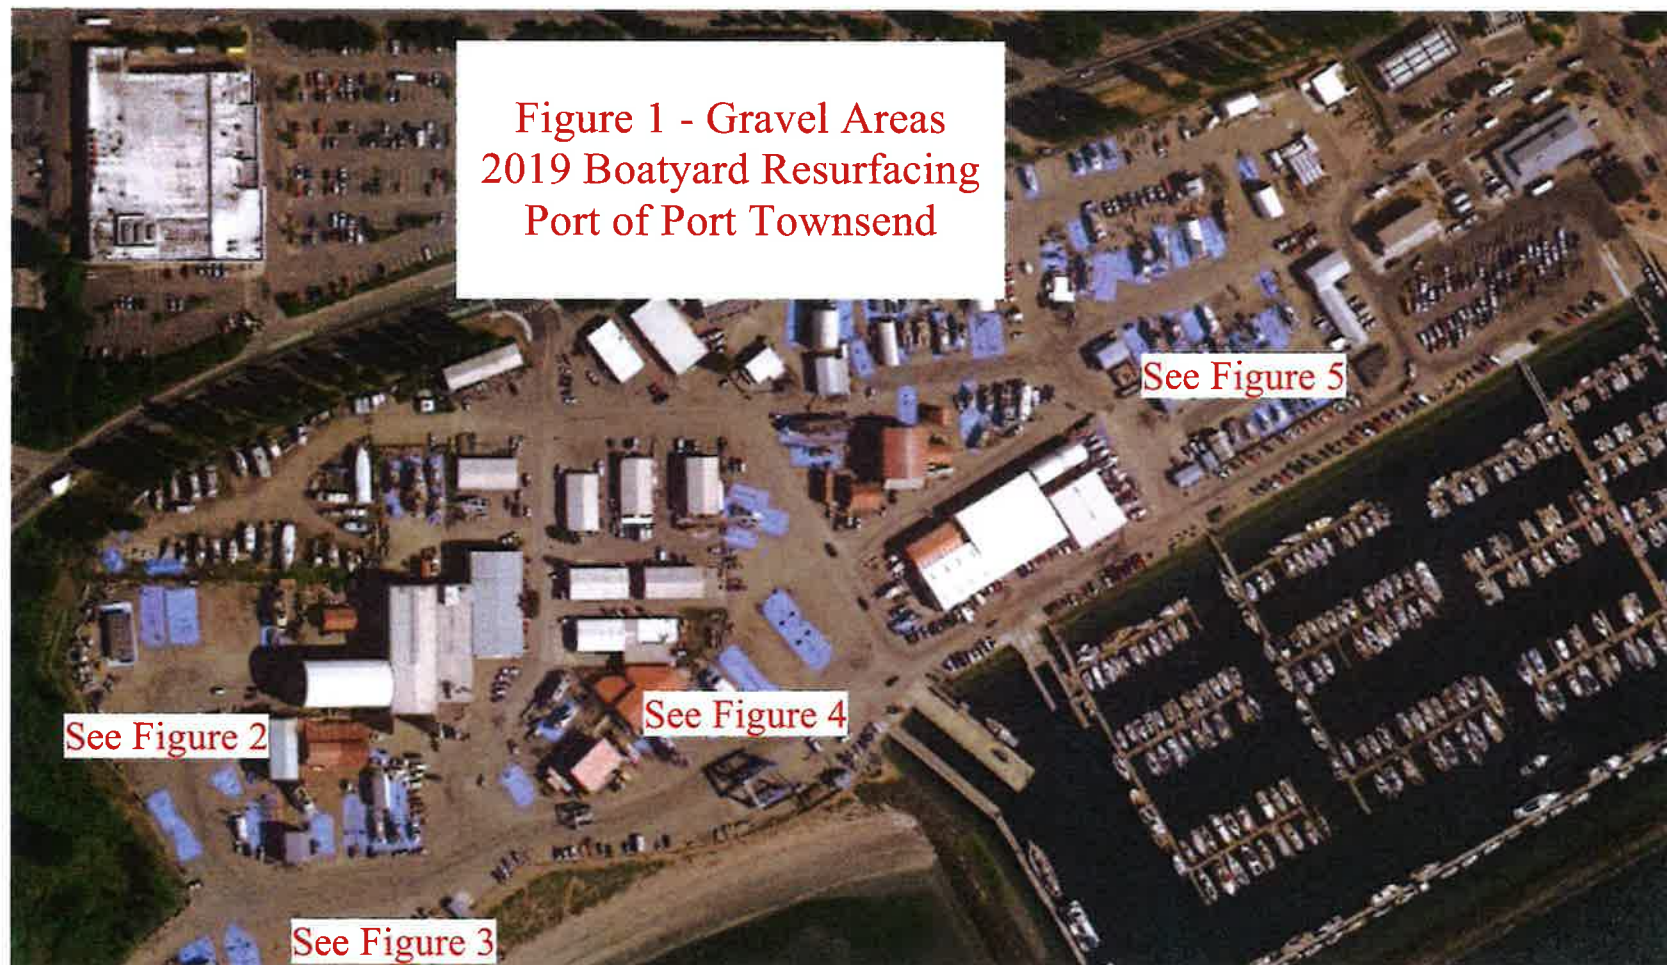 Figure 1 - Gravel Areas
2019 Boatyard Resurfacing
Port of Port Townsend
See Figure 5
See Figure 4
See Figure 2
See Figure 3